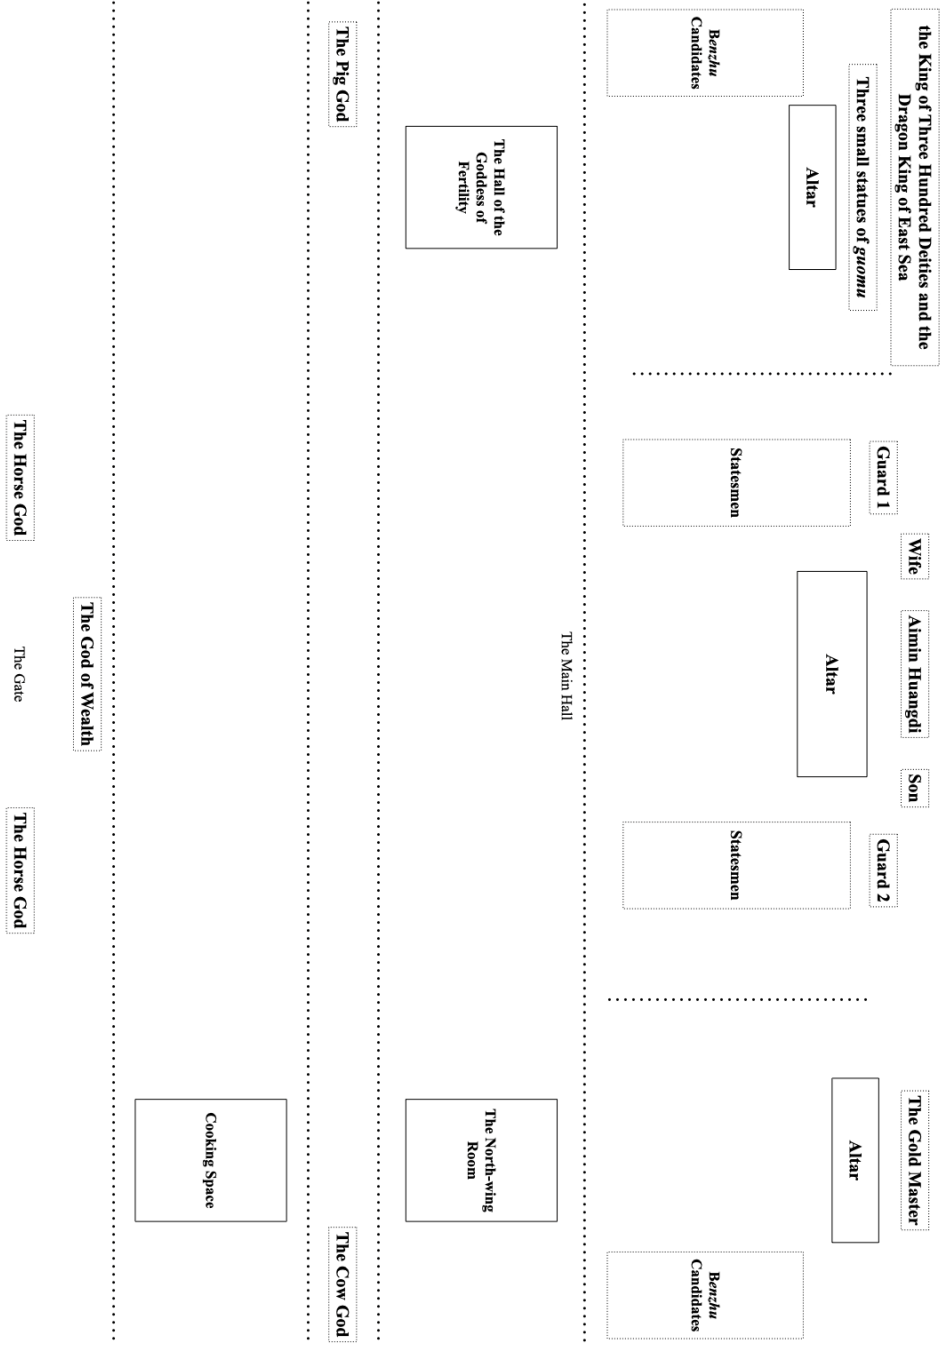 the King of Three Hundred Deities and the
Dragon King of East Sea
Wife
Aimin Huangdi
Son
The Gold Master
Three small statues of guomu
Guard 1
Guard 2
Altar
Altar
Altar
Benzhu
Candidates
Statesmen
Statesmen
Benzhu
Candidates
The Main Hall
The Hall of the
Goddess of
Fertility
The North-wing
Room
The Pig God
The Cow God
Cooking Space
The God of Wealth
The Horse God
The Gate
The Horse God